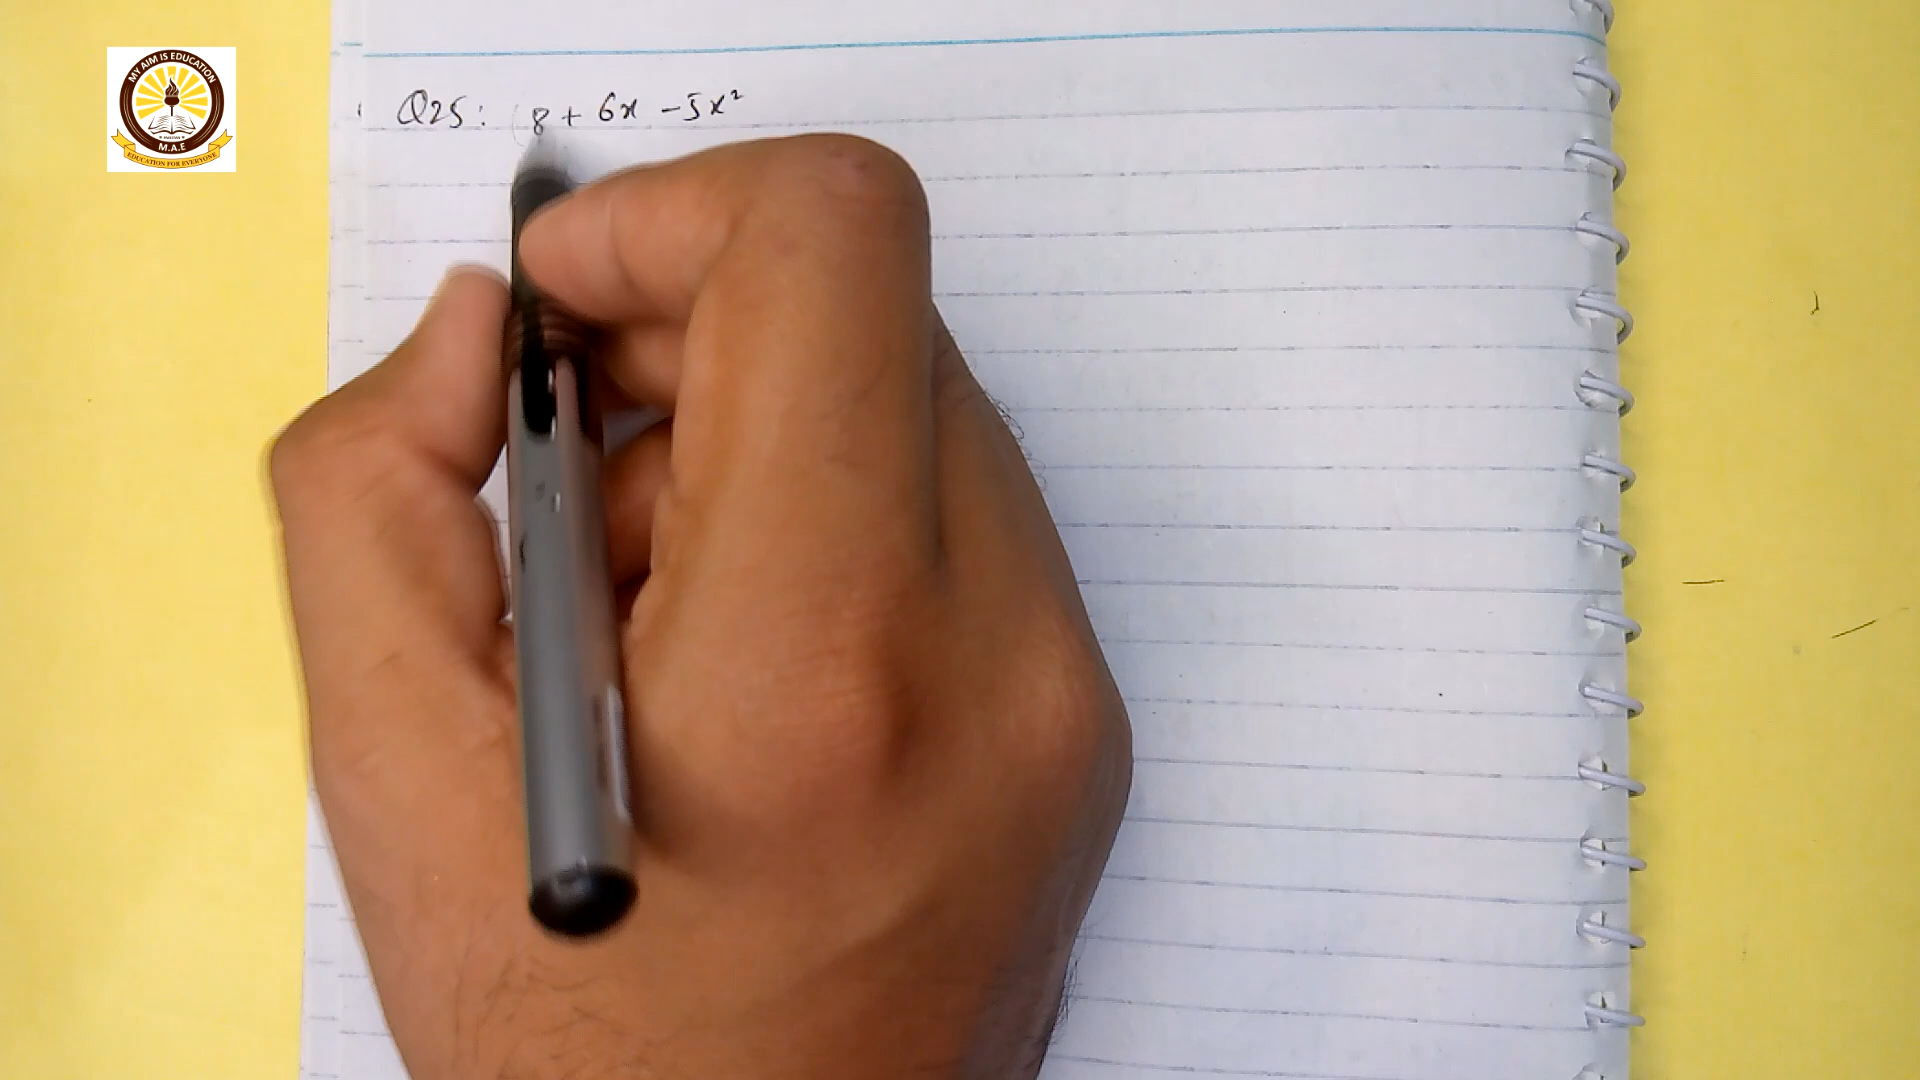 MY AIM IS EDUCATION
M.A.E
EDUCATION FOR EVERYONE
Q25: (8 + 6x - 5x²